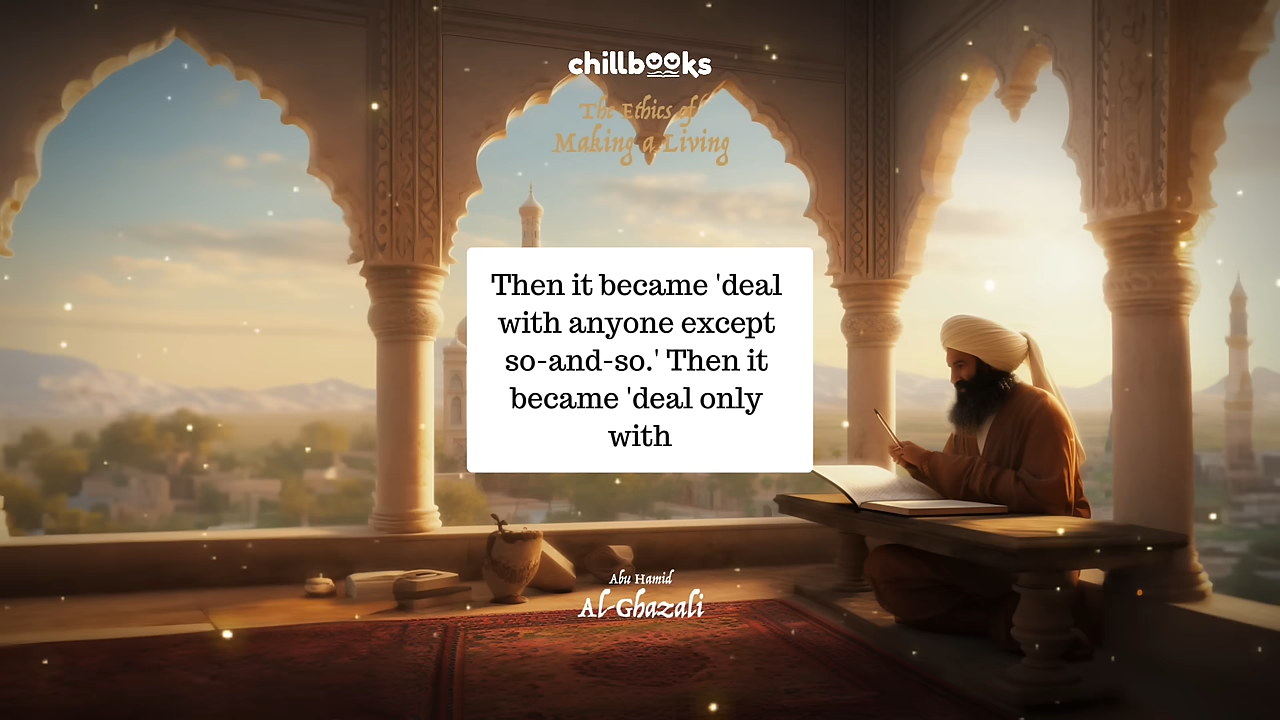 chillbooks
The Ethics of
Making a Living
Then it became 'deal
with anyone except
so-and-so.' Then it
became 'deal only
with
Abu Hamid
Al-Ghazali